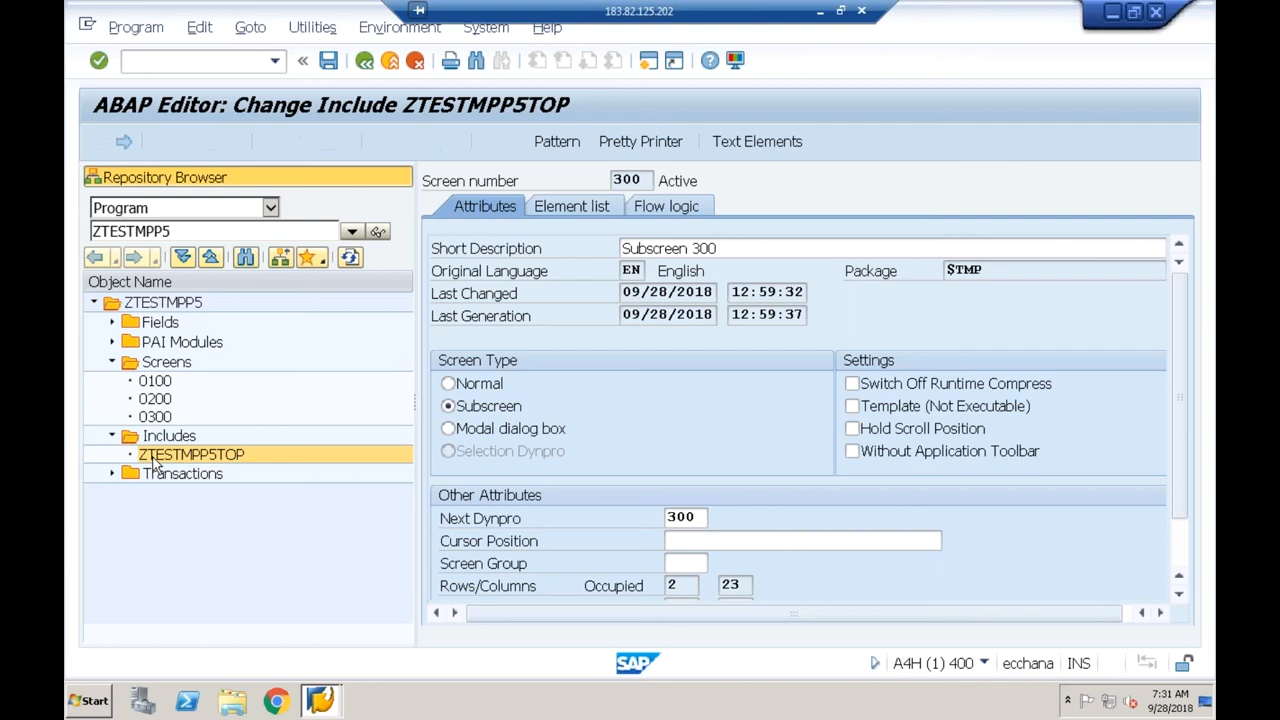 183.82.125.202
Program Edit Goto Utilities Environment System Help
ABAP Editor: Change Include ZTESTMPP5TOP
Pattern Pretty Printer Text Elements
Repository Browser
Program
ZTESTMPP5
Object Name
ZTESTMPP5
Fields
PAI Modules
Screens
0100
0200
0300
Includes
ZTESTMPP5TOP
Transactions
Screen number 300 Active
Attributes Element list Flow logic
Short Description Subscreen 300
Original Language EN English Package $TMP
Last Changed 09/28/2018 12:59:32
Last Generation 09/28/2018 12:59:37
Screen Type
Normal
Subscreen
Modal dialog box
Selection Dynpro
Settings
Switch Off Runtime Compress
Template (Not Executable)
Hold Scroll Position
Without Application Toolbar
Other Attributes
Next Dynpro 300
Cursor Position
Screen Group
Rows/Columns Occupied 2 23
SAP A4H (1) 400 ecchana INS
Start 7:31 AM
9/28/2018